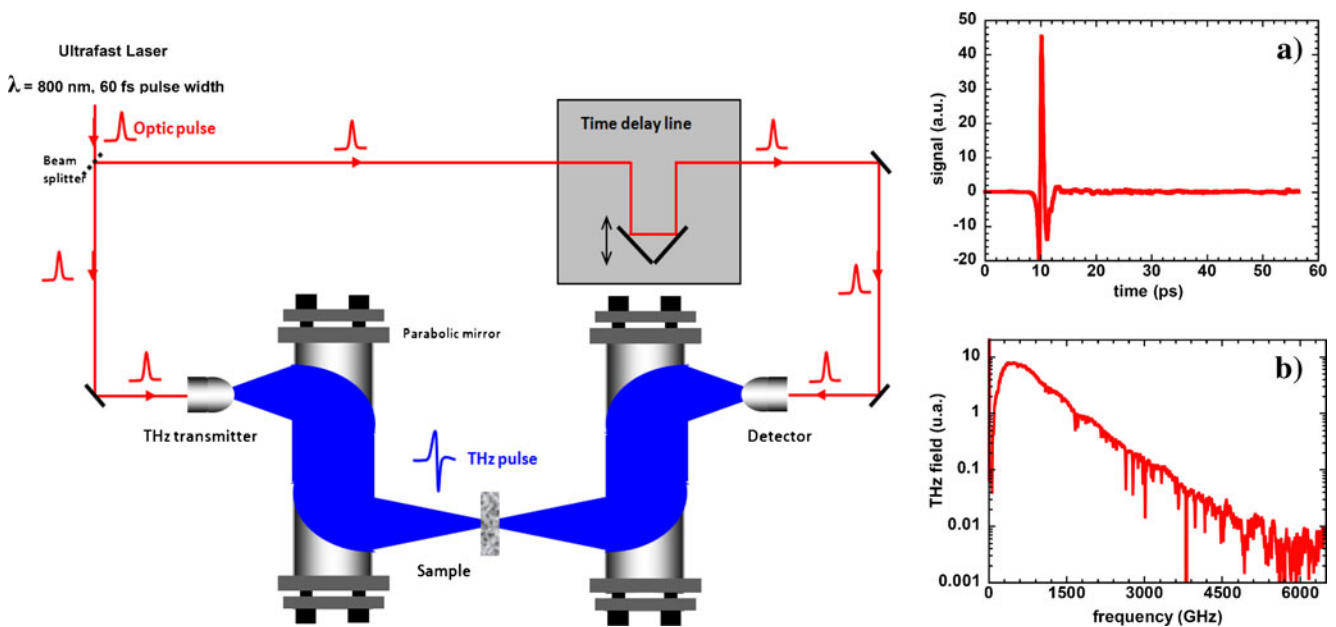 Ultrafast Laser
λ = 800 nm, 60 fs pulse width
Optic pulse
Beam
splitter
Time delay line
Parabolic mirror
THz transmitter
THz pulse
Sample
Detector
a)
signal (a.u.)
50
40
30
20
10
0
-10
-20
0 10 20 30 40 50 60
time (ps)
b)
THz field (u.a.)
10
1
0.1
0.01
0.001
0 1500 3000 4500 6000
frequency (GHz)